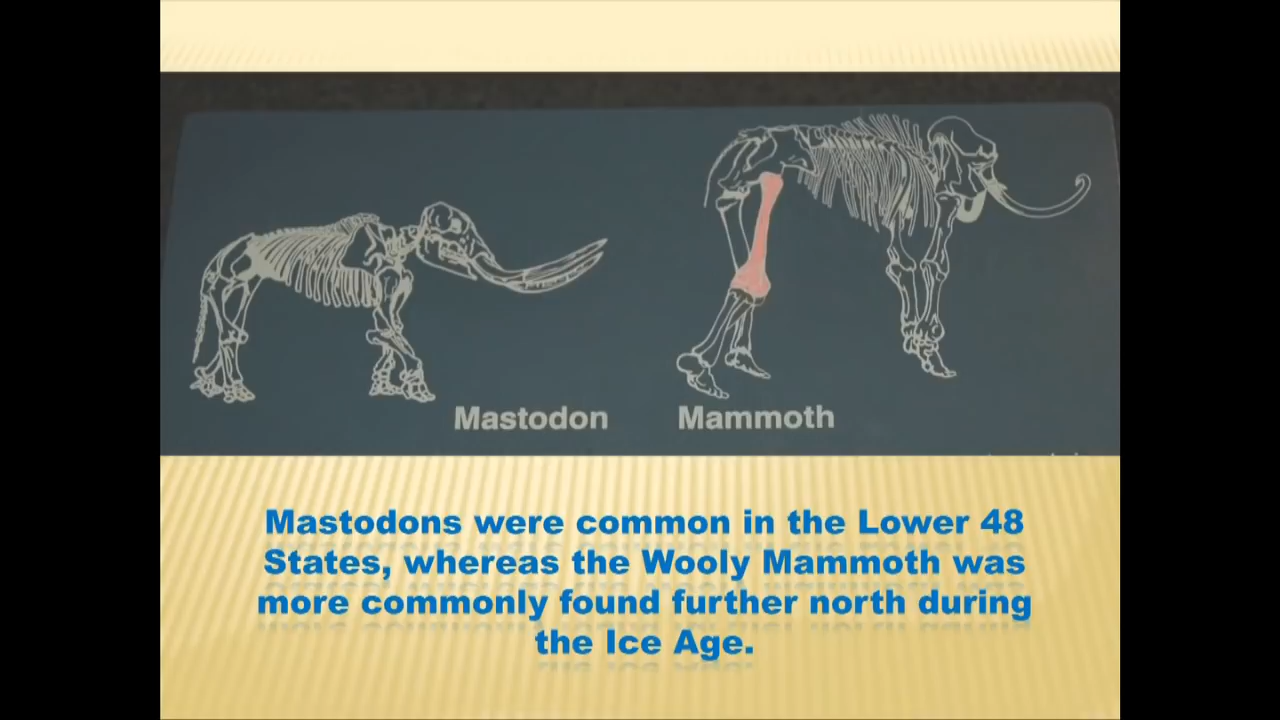 Mastodon Mammoth
Mastodons were common in the Lower 48
States, whereas the Wooly Mammoth was
more commonly found further north during
the Ice Age.